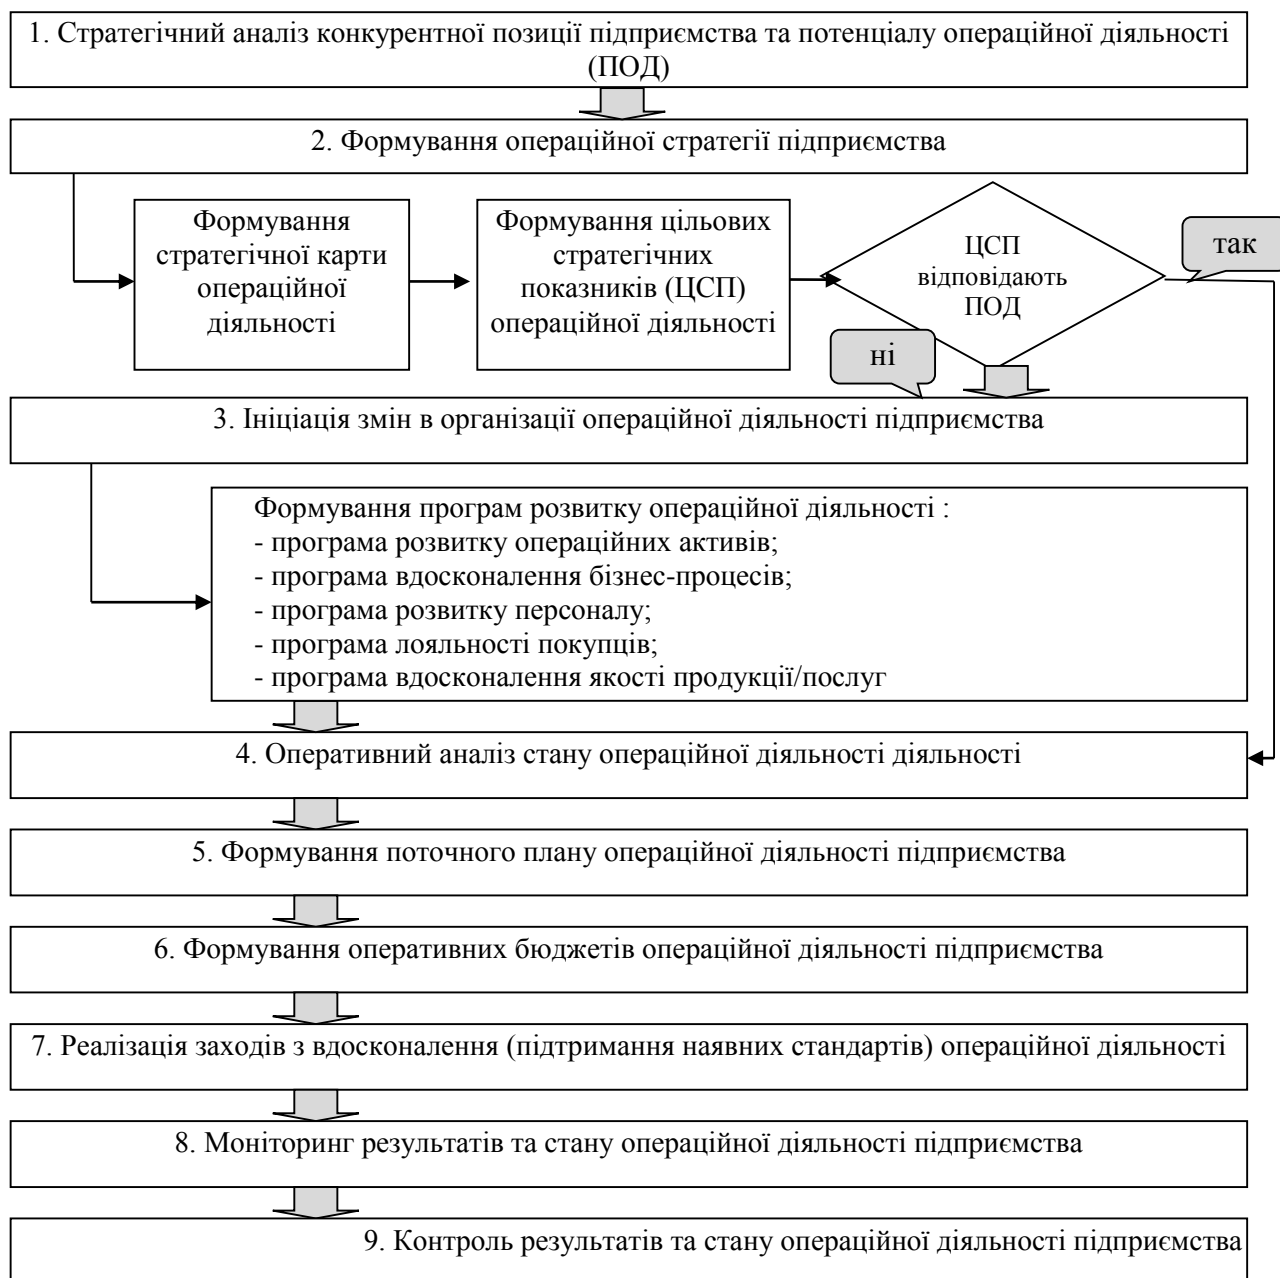 1. Стратегічний аналіз конкурентної позиції підприємства та потенціалу операційної діяльності
(ПОД)
2. Формування операційної стратегії підприємства
Формування
стратегічної карти
операційної
діяльності
Формування цільових
стратегічних
показників (ЦСП)
операційної діяльності
ЦСП
відповідають
ПОД
так
ні
3. Ініціація змін в організації операційної діяльності підприємства
Формування програм розвитку операційної діяльності :
- програма розвитку операційних активів;
- програма вдосконалення бізнес-процесів;
- програма розвитку персоналу;
- програма лояльності покупців;
- програма вдосконалення якості продукції/послуг
4. Оперативний аналіз стану операційної діяльності діяльності
5. Формування поточного плану операційної діяльності підприємства
6. Формування оперативних бюджетів операційної діяльності підприємства
7. Реалізація заходів з вдосконалення (підтримання наявних стандартів) операційної діяльності
8. Моніторинг результатів та стану операційної діяльності підприємства
9. Контроль результатів та стану операційної діяльності підприємства